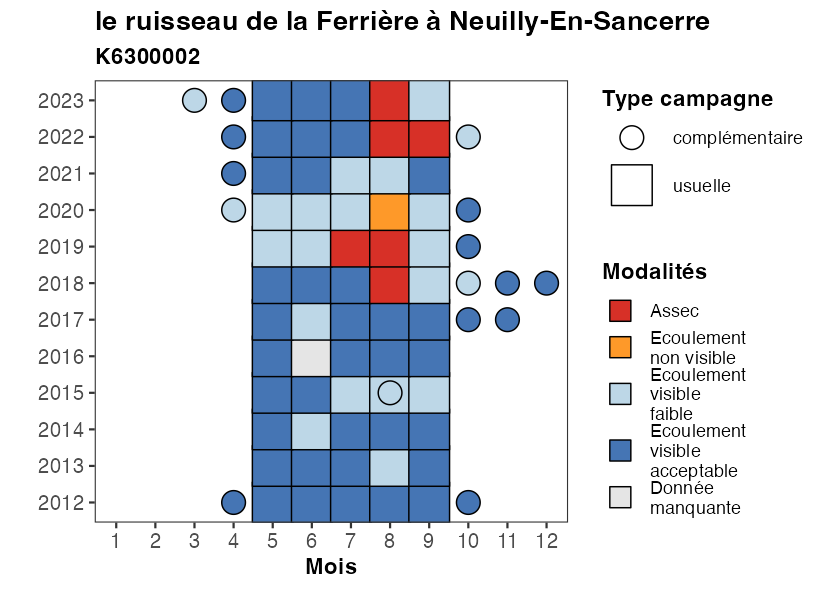 le ruisseau de la Ferrière à Neuilly-En-Sancerre
K6300002
2023
2022
2021
2020
2019
2018
2017
2016
2015
2014
2013
2012
1 2 3 4 5 6 7 8 9 10 11 12
Mois
Type campagne
complémentaire
usuelle
Modalités
Assec
Ecoulement
non visible
Ecoulement
visible
faible
Ecoulement
visible
acceptable
Donnée
manquante